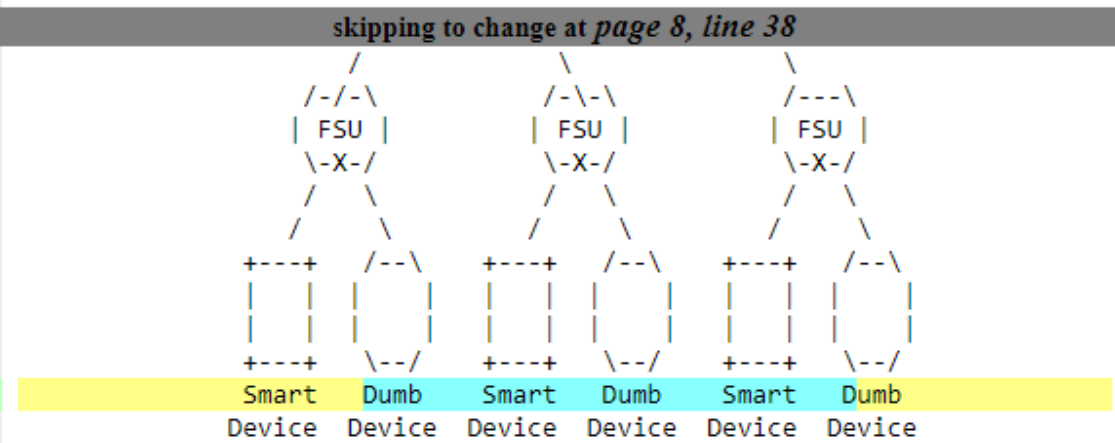 skipping to change at page 8, line 38
/ \ \
/-/-\ /-\-\ /---\
| FSU | | FSU | | FSU |
\-X-/ \-X-/ \-X-/
/ \ / \ / \
/ \ / \ / \
+---+ /--\ +---+ /--\ +---+ /--\
| | | | | | | | | | | |
| | | | | | | | | | | |
+---+ \--/ +---+ \--/ +---+ \--/
Smart Dumb Smart Dumb Smart Dumb
Device Device Device Device Device Device